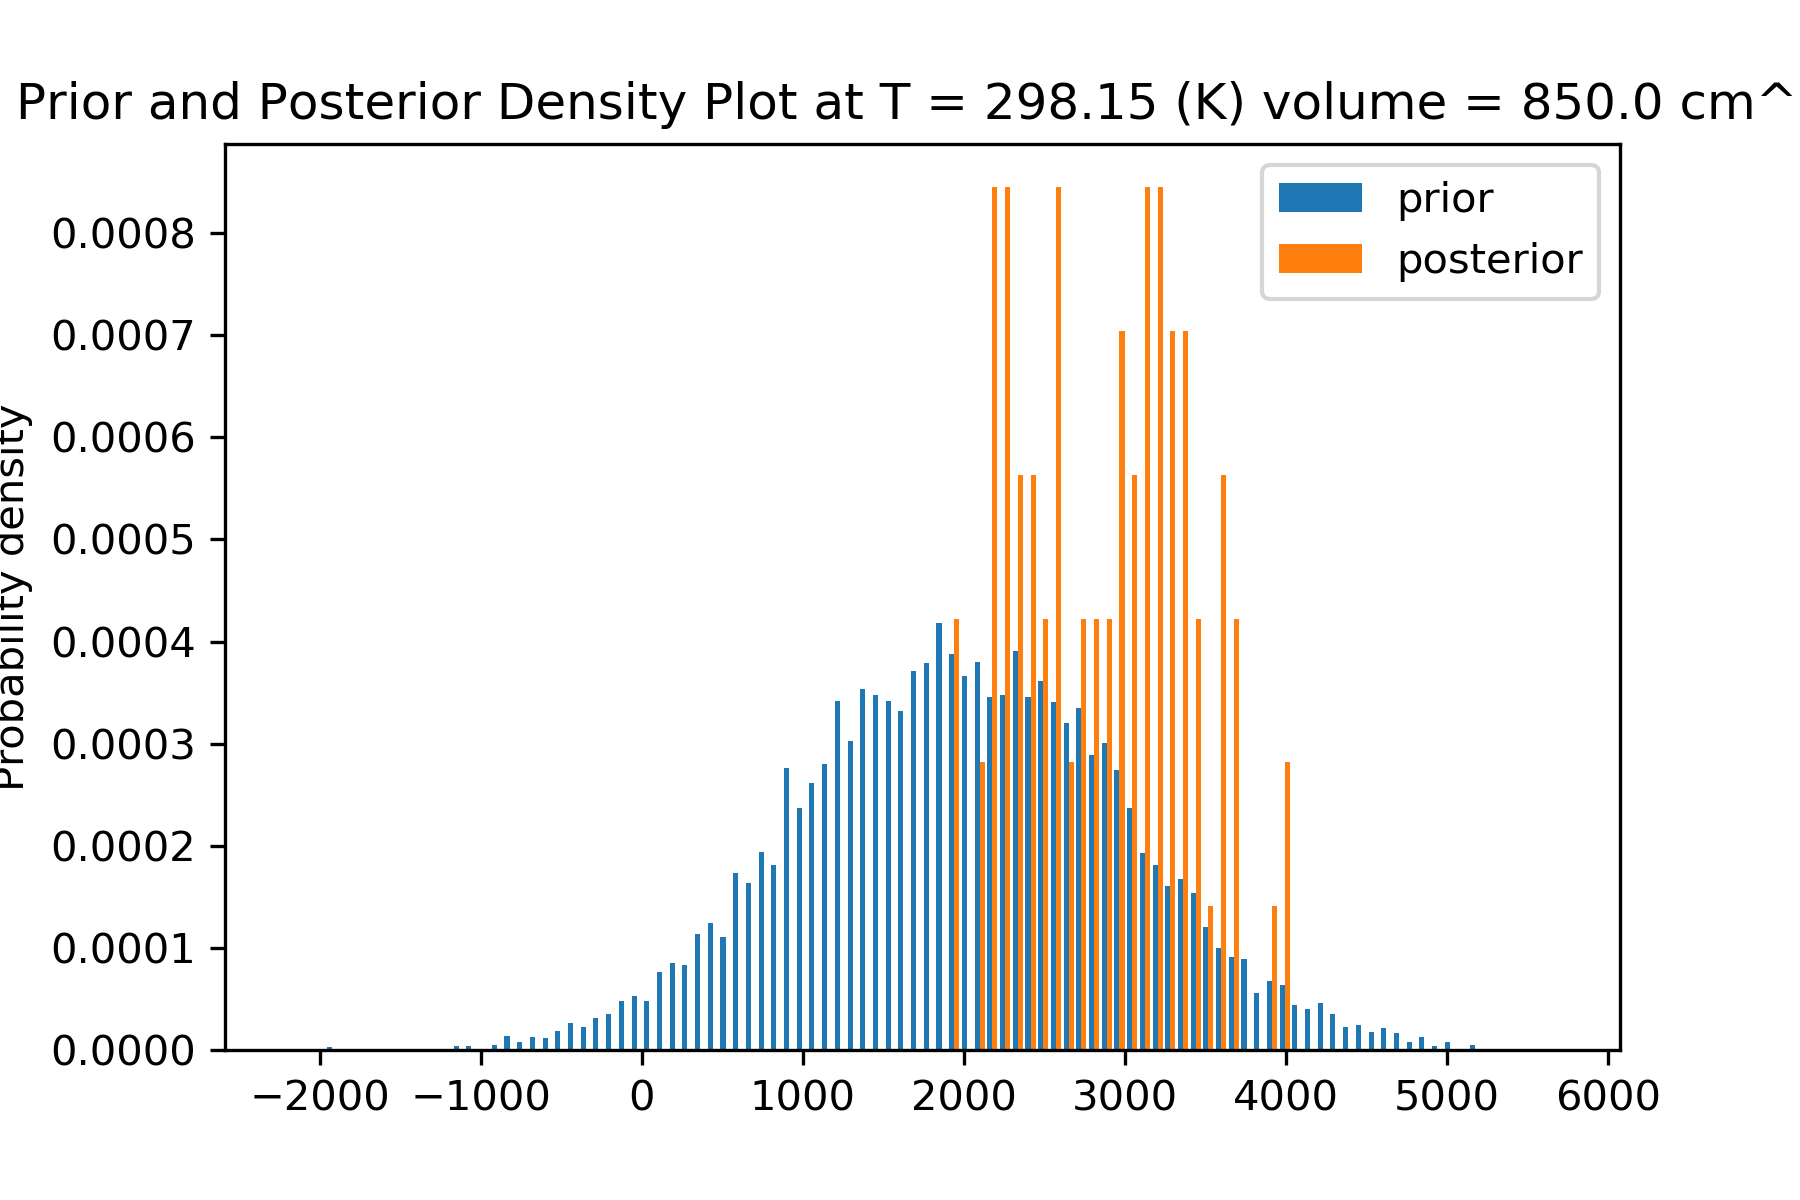 Prior and Posterior Density Plot at T = 298.15 (K) volume = 850.0 cm^
prior
posterior
Probability density
0.0008
0.0007
0.0006
0.0005
0.0004
0.0003
0.0002
0.0001
0.0000
−2000 −1000 0 1000 2000 3000 4000 5000 6000